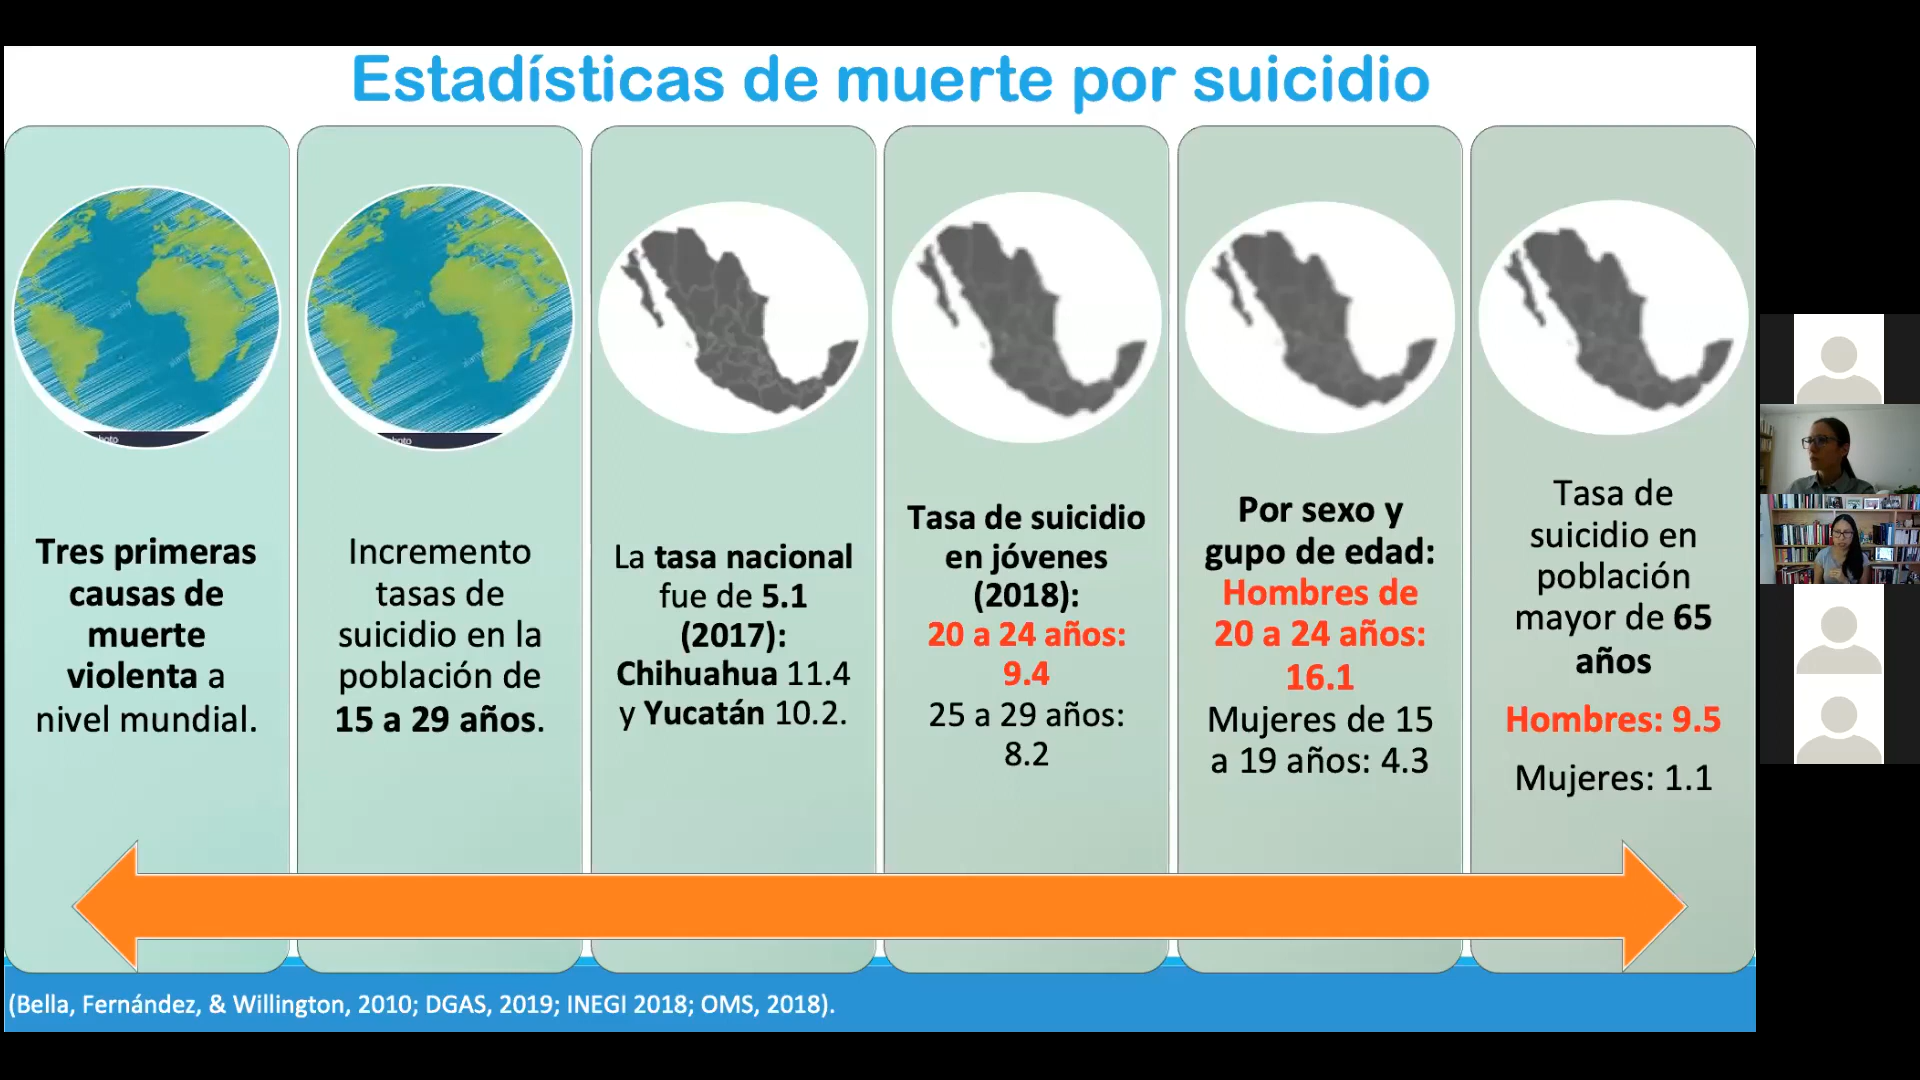 Estadísticas de muerte por suicidio
Tres primeras
causas de
muerte
violenta a
nivel mundial.
Incremento
tasas de
suicidio en la
población de
15 a 29 años.
La tasa nacional
fue de 5.1
(2017):
Chihuahua 11.4
y Yucatán 10.2.
Tasa de suicidio
en jóvenes
(2018):
20 a 24 años:
9.4
25 a 29 años:
8.2
Por sexo y
gupo de edad:
Hombres de
20 a 24 años:
16.1
Mujeres de 15
a 19 años: 4.3
Tasa de
suicidio en
población
mayor de 65
años
Hombres: 9.5
Mujeres: 1.1
(Bella, Fernández, & Willington, 2010; DGAS, 2019; INEGI 2018; OMS, 2018).